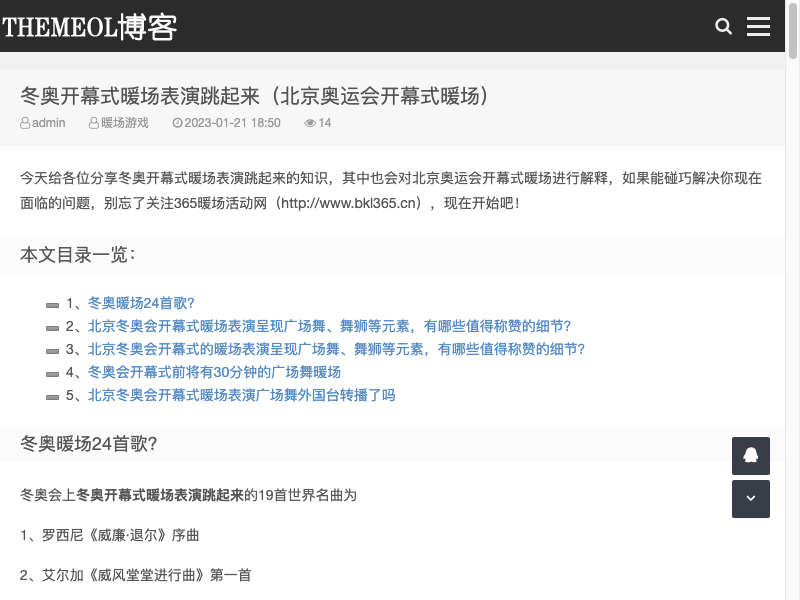 THEMEOL博客
冬奥开幕式暖场表演跳起来（北京奥运会开幕式暖场）
admin 暖场游戏 2023-01-21 18:50 14
今天给各位分享冬奥开幕式暖场表演跳起来的知识，其中也会对北京奥运会开幕式暖场进行解释，如果能碰巧解决你现在
面临的问题，别忘了关注365暖场活动网（http://www.bkl365.cn），现在开始吧！
本文目录一览：
1、冬奥暖场24首歌？
2、北京冬奥会开幕式暖场表演呈现广场舞、舞狮等元素，有哪些值得称赞的细节？
3、北京冬奥会开幕式的暖场表演呈现广场舞、舞狮等元素，有哪些值得称赞的细节？
4、冬奥会开幕式前将有30分钟的广场舞暖场
5、北京冬奥会开幕式暖场表演广场舞外国台转播了吗
冬奥暖场24首歌？
冬奥会上冬奥开幕式暖场表演跳起来的19首世界名曲为
1、罗西尼《威廉·退尔》序曲
2、艾尔加《威风堂堂进行曲》第一首